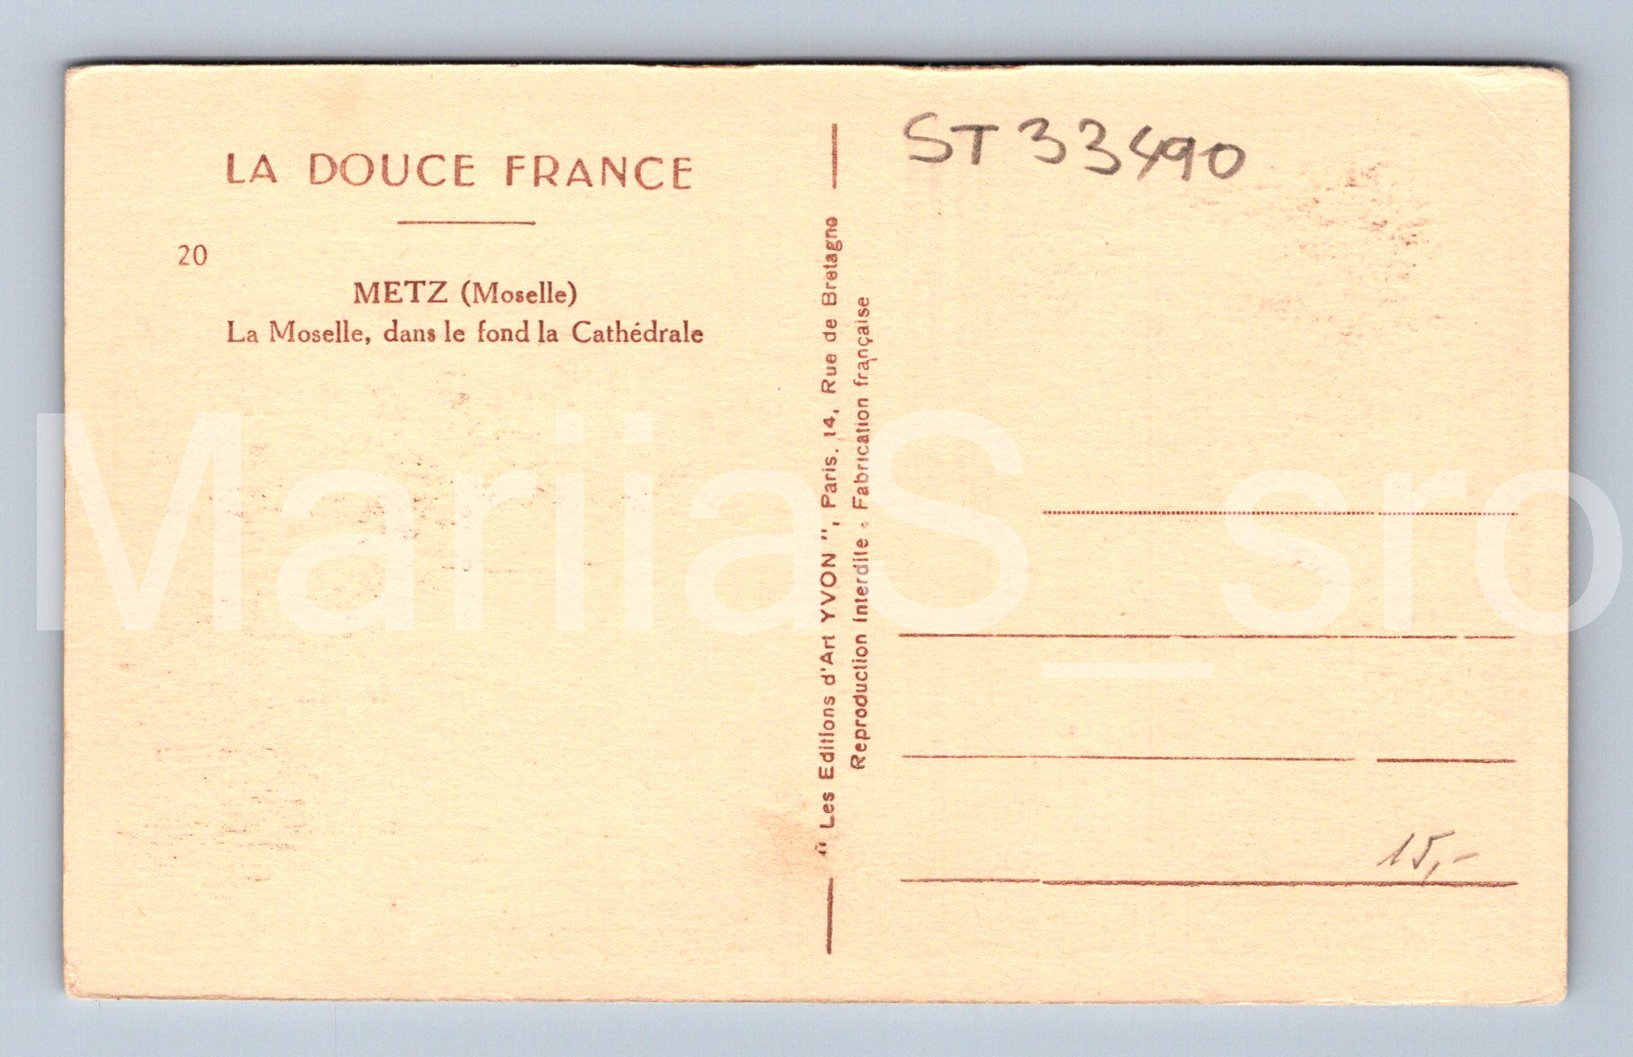 LA DOUCE FRANCE
20
METZ (Moselle)
La Moselle, dans le fond la Cathédrale
" Les Editions d'Art YVON ", Paris, 14, Rue de Bretagne
Reproduction Interdite - Fabrication française
ST 33490
15,-
MariiaS_sro